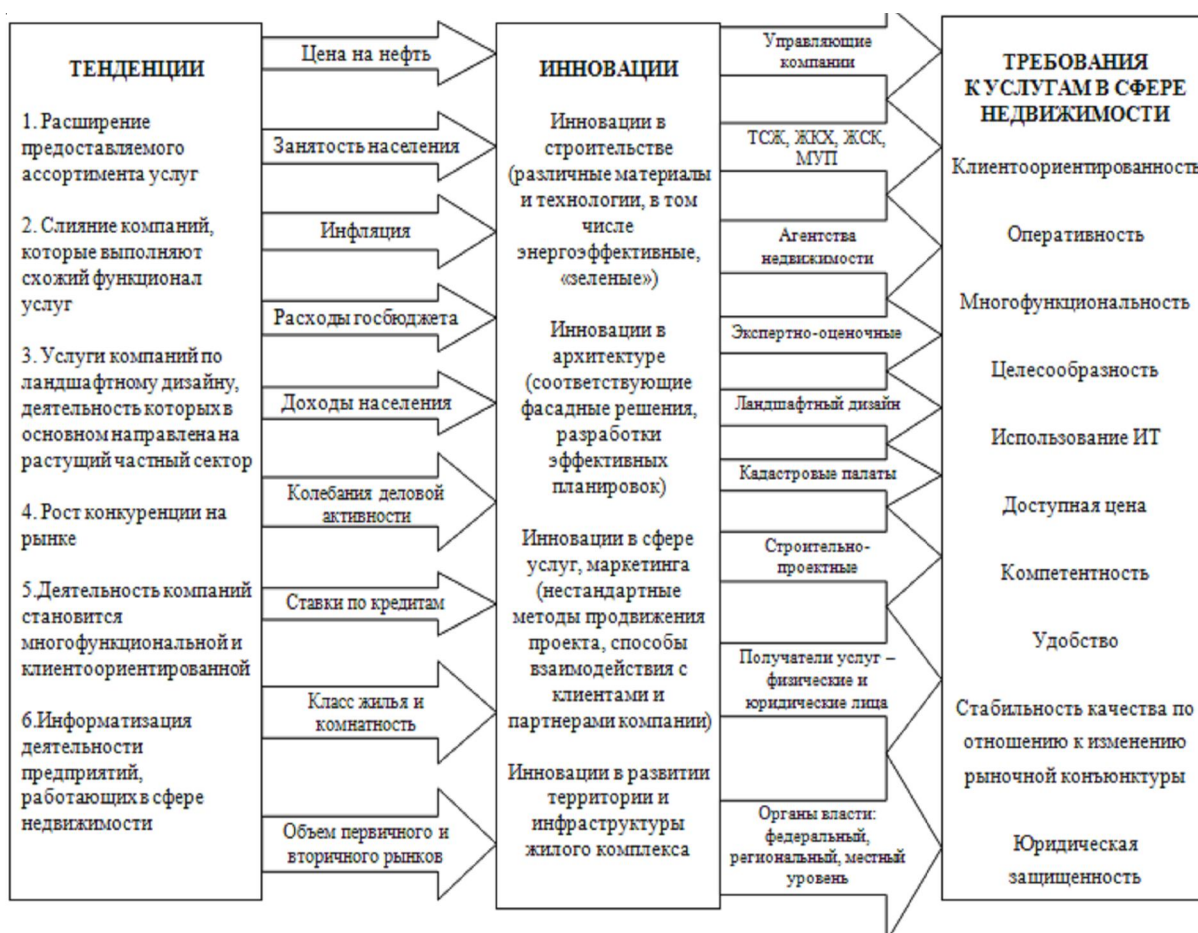 ТЕНДЕНЦИИ
1. Расширение
предоставляемого
ассортимента услуг
2. Слияние компаний,
которые выполняют
схожий функционал
услуг
3. Услуги компаний по
ландшафтному дизайну,
деятельность которых в
основном направлена на
растущий частный сектор
4. Рост конкуренции на
рынке
5.Деятельность компаний
становится
многофункциональной и
клиентоориентированной
6.Информатизация
деятельности
предприятий,
работающих в сфере
недвижимости
Цена на нефть
Занятость населения
Инфляция
Расходы госбюджета
Доходы населения
Колебания деловой
активности
Ставки по кредитам
Класс жилья и
комнатность
Объем первичного и
вторичного рынков
ИННОВАЦИИ
Инновации в
строительстве
(различные материалы
и технологии, в том
числе
энергоэффективные,
«зеленые»)
Инновации в
архитектуре
(соответствующие
фасадные решения,
разработки
эффективных
планировок)
Инновации в сфере
услуг, маркетинга
(нестандартные
методы продвижения
проекта, способы
взаимодействия с
клиентами и
партнерами компании)
Инновации в развитии
территории и
инфраструктуры
жилого комплекса
Управляющие
компании
ТСЖ, ЖКХ, ЖСК,
МУП
Агентства
недвижимости
Экспертно-оценочные
Ландшафтный дизайн
Кадастровые палаты
Строительно-
проектные
Получатели услуг –
физические и
юридические лица
Органы власти:
федеральный,
региональный, местный
уровень
ТРЕБОВАНИЯ
К УСЛУГАМ В СФЕРЕ
НЕДВИЖИМОСТИ
Клиентоориентированность
Оперативность
Многофункциональность
Целесообразность
Использование ИТ
Доступная цена
Компетентность
Удобство
Стабильность качества по
отношению к изменению
рыночной конъюнктуры
Юридическая
защищенность